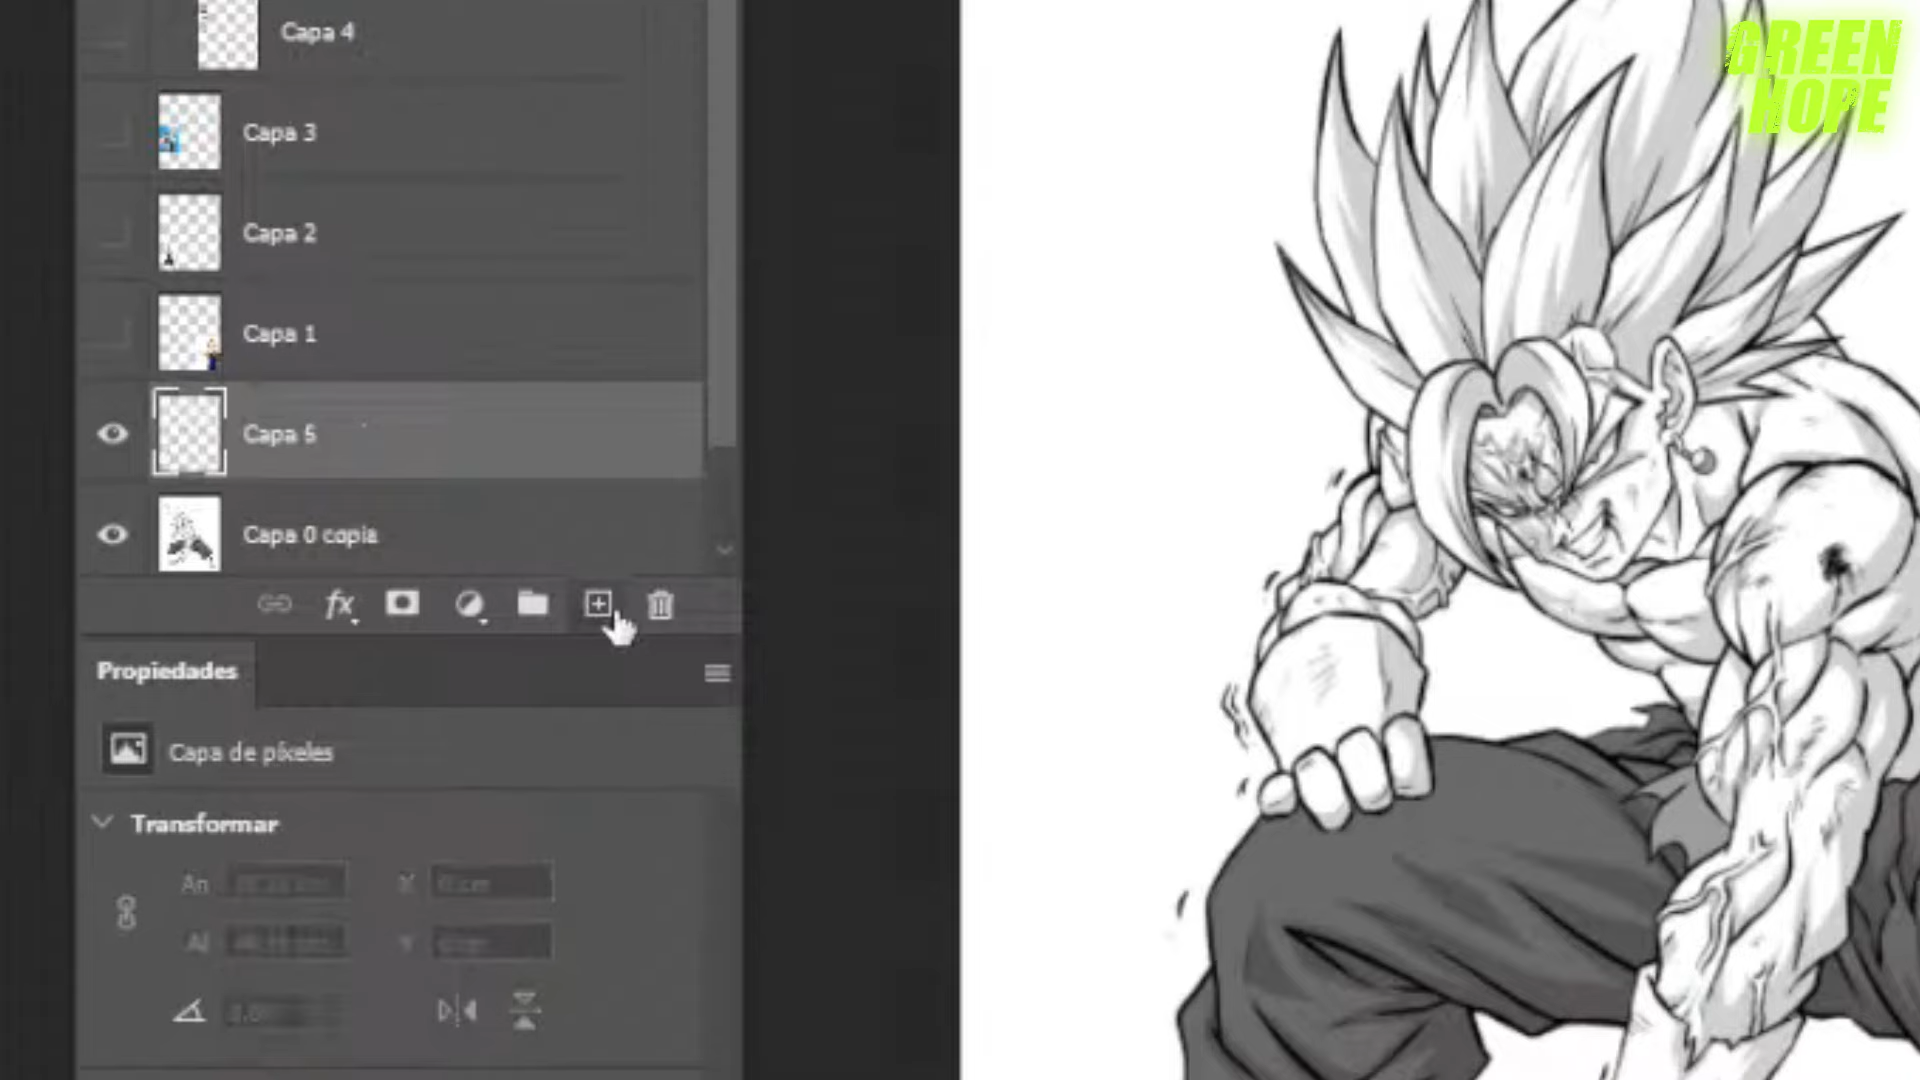 Capa 4
GREEN
HOPE
Capa 3
Capa 2
Capa 1
Capa 5
Capa 0 copia
fx
Propiedades
Capa de píxeles
Transformar
An
X
Al
Y